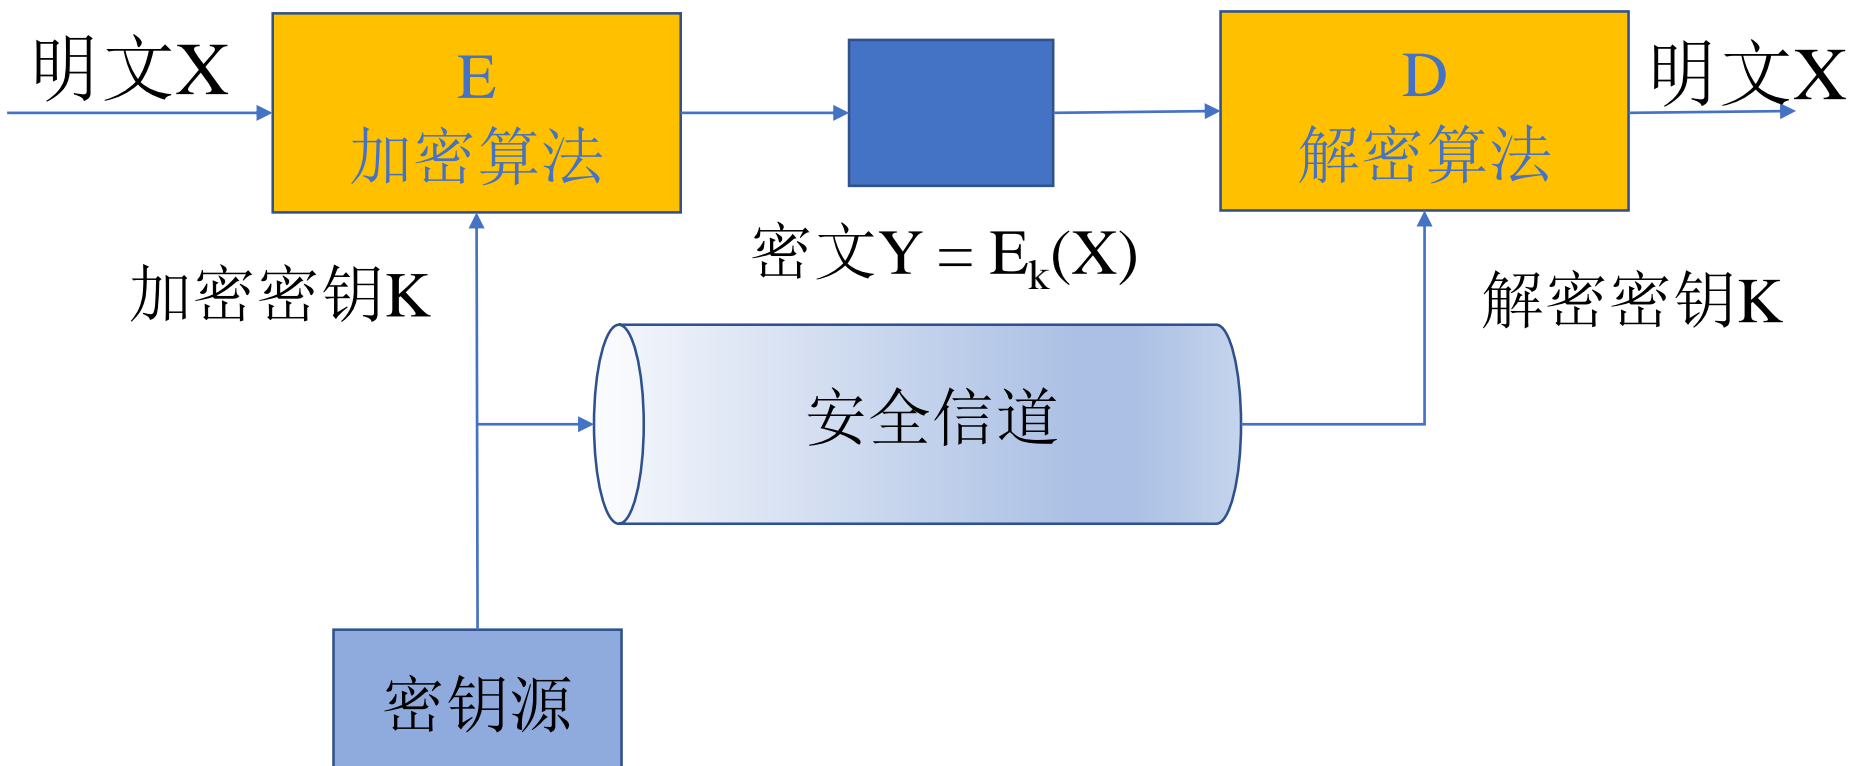 明文X
E
加密算法
D
解密算法
明文X
密文Y = Eₖ(X)
加密密钥K
解密密钥K
安全信道
密钥源